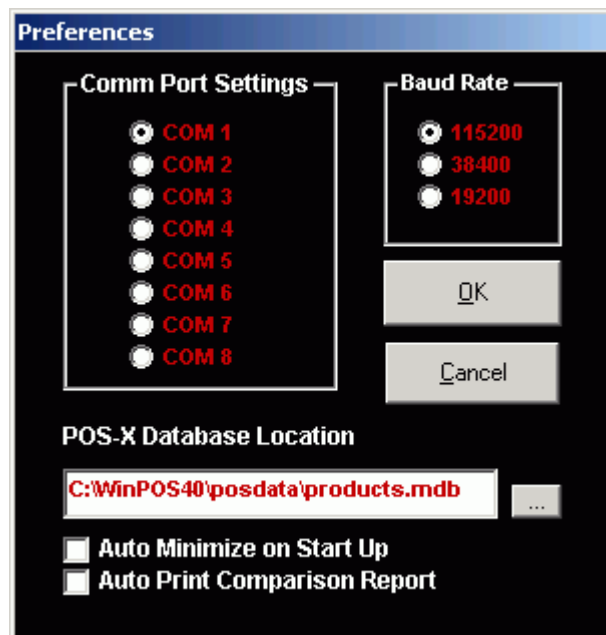 Preferences
Comm Port Settings
COM 1
COM 2
COM 3
COM 4
COM 5
COM 6
COM 7
COM 8
Baud Rate
115200
38400
19200
OK
Cancel
POS-X Database Location
C:\WinPOS40\posdata\products.mdb
...
Auto Minimize on Start Up
Auto Print Comparison Report